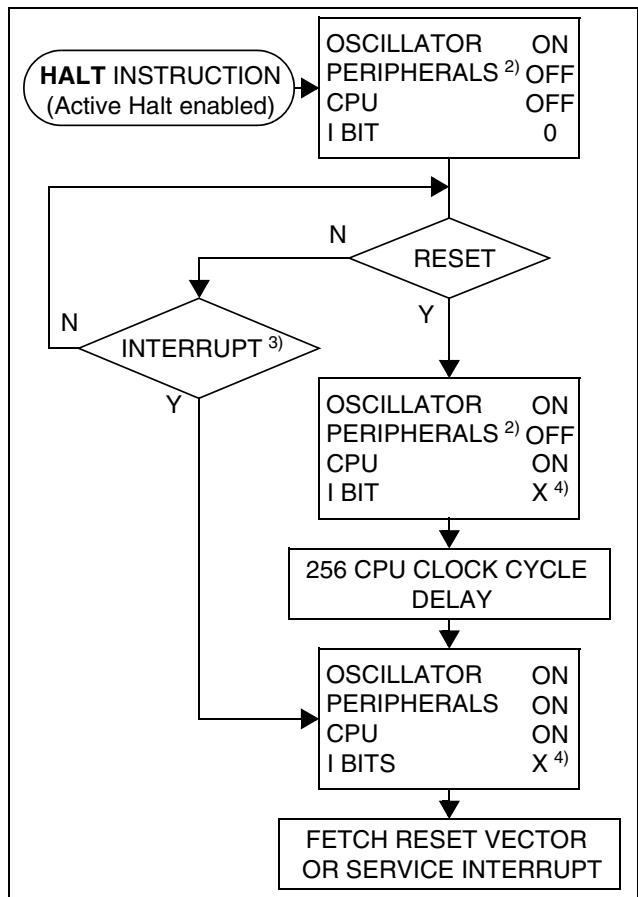 HALT INSTRUCTION
(Active Halt enabled)
OSCILLATOR ON
PERIPHERALS 2) OFF
CPU OFF
I BIT 0
RESET
N
Y
INTERRUPT 3)
N
Y
OSCILLATOR ON
PERIPHERALS 2) OFF
CPU ON
I BIT X 4)
256 CPU CLOCK CYCLE
DELAY
OSCILLATOR ON
PERIPHERALS ON
CPU ON
I BITS X 4)
FETCH RESET VECTOR
OR SERVICE INTERRUPT